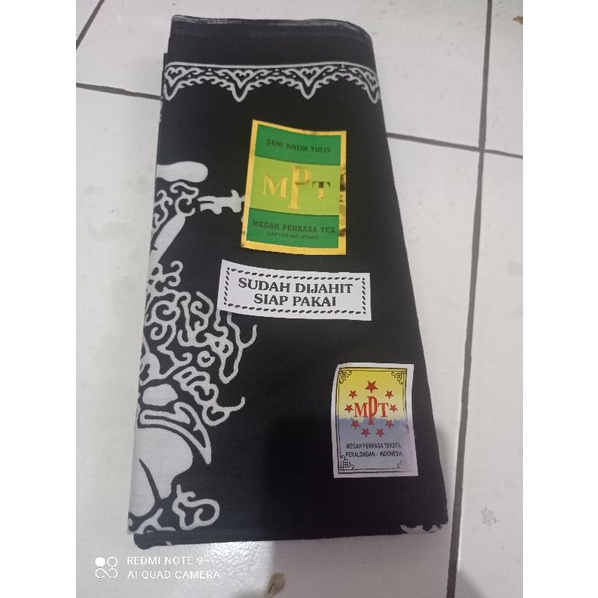 SENI BATIK TULIS
MPT
MEGAH PERKASA TEX
SUDAH DIJAHIT
SIAP PAKAI
MPT
MEGAH PERKASA TEKSTIL
PEKALONGAN - INDONESIA
REDMI NOTE 9
AI QUAD CAMERA